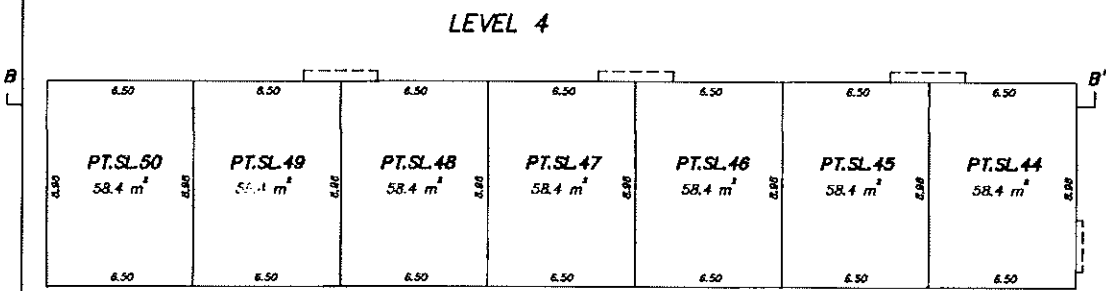 LEVEL 4
B B'
6.50 6.50 6.50 6.50 6.50 6.50 6.50
PT.SL.50 PT.SL.49 PT.SL.48 PT.SL.47 PT.SL.46 PT.SL.45 PT.SL.44
58.4 m² m² 58.4 m² 58.4 m² 58.4 m² 58.4 m² 58.4 m²
8.98 8.98 8.98 8.98 8.98 8.98 8.98 8.98
6.50 6.50 6.50 6.50 6.50 6.50 6.50